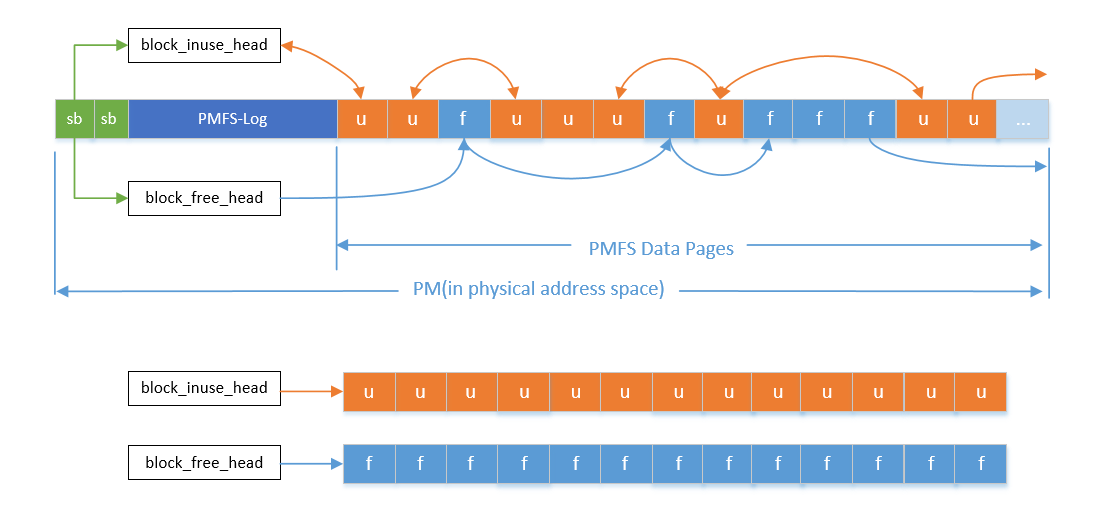 block_inuse_head
sb sb PMFS-Log u u f u u u f u f f f u u ...
block_free_head
PMFS Data Pages
PM(in physical address space)
block_inuse_head u u u u u u u u u u u u u
block_free_head f f f f f f f f f f f f f